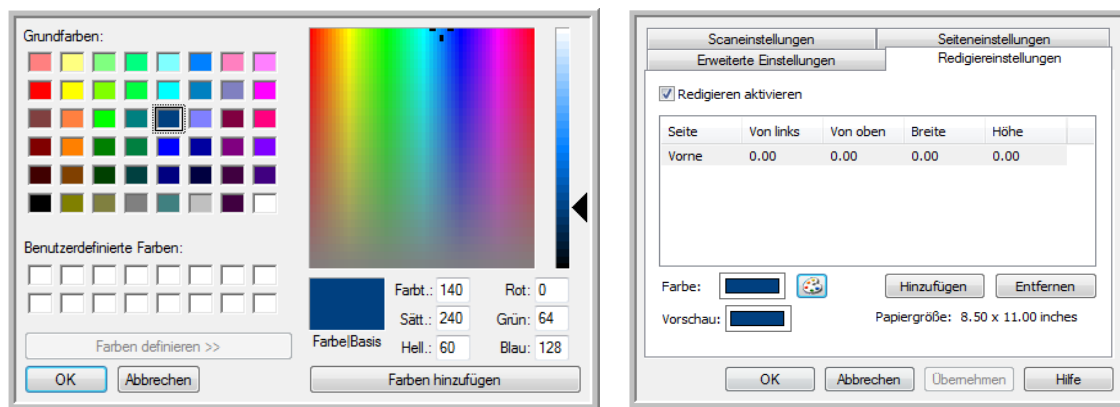 Grundfarben:
Benutzerdefinierte Farben:
Farben definieren >>
OK
Abbrechen
Farbe|Basis
Farbt.: 140
Rot: 0
Sätt.: 240
Grün: 64
Hell.: 60
Blau: 128
Farben hinzufügen
Scaneinstellungen
Seiteneinstellungen
Erweiterte Einstellungen
Redigiereinstellungen
Redigieren aktivieren
Seite Von links Von oben Breite Höhe
Vorne 0.00 0.00 0.00 0.00
Farbe:
Hinzufügen
Entfernen
Vorschau:
Papiergröße: 8.50 x 11.00 inches
OK
Abbrechen
Übernehmen
Hilfe